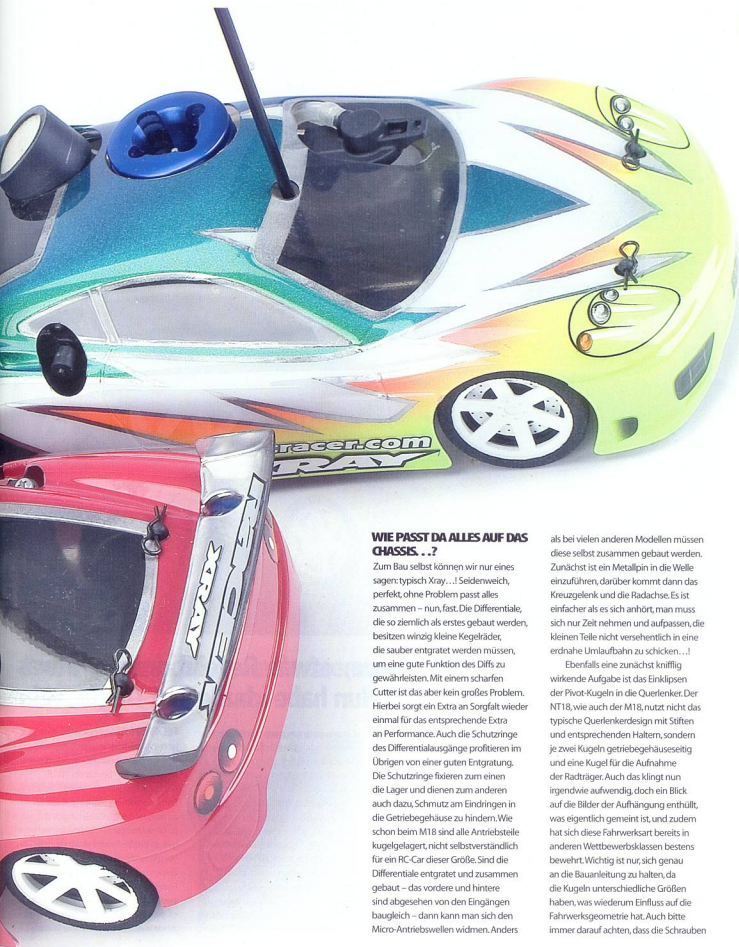 racer.com
XRAY
RACER
XRAY
WIE PASST DA ALLES AUF DAS
CHASSIS. . .?
Zum Bau selbst können wir nur eines
sagen: typisch Xray…! Seidenweich,
perfekt, ohne Problem passt alles
zusammen – nun, fast. Die Differentiale,
die so ziemlich als erstes gebaut werden,
besitzen winzig kleine Kegelräder,
die sauber entgratet werden müssen,
um eine gute Funktion des Diffs zu
gewährleisten. Mit einem scharfen
Cutter ist das aber kein großes Problem.
Hierbei sorgt ein Extra an Sorgfalt wieder
einmal für das entsprechende Extra
an Performance. Auch die Schutzringe
des Differentialausgänge profitieren im
Übrigen von einer guten Entgratung.
Die Schutzringe fixieren zum einen
die Lager und dienen zum anderen
auch dazu, Schmutz am Eindringen in
die Getriebegehäuse zu hindern. Wie
schon beim M18 sind alle Antriebsteile
kugelgelagert, nicht selbstverständlich
für ein RC-Car dieser Größe. Sind die
Differentiale entgratet und zusammen
gebaut – das vordere und hintere
sind abgesehen von den Eingängen
baugleich – dann kann man sich den
Micro-Antriebswellen widmen. Anders
als bei vielen anderen Modellen müssen
diese selbst zusammen gebaut werden.
Zunächst ist ein Metallpin in die Welle
einzuführen, darüber kommt dann das
Kreuzgelenk und die Radachse. Es ist
einfacher als es sich anhört, man muss
sich nur Zeit nehmen und aufpassen, die
kleinen Teile nicht versehentlich in eine
erdnahe Umlaufbahn zu schicken…!
Ebenfalls eine zunächst knifflig
wirkende Aufgabe ist das Einklipsen
der Pivot-Kugeln in die Querlenker. Der
NT18, wie auch der M18, nutzt nicht das
typische Querlenkerdesign mit Stiften
und entsprechenden Haltern, sondern
je zwei Kugeln getriebegehäuseseitig
und eine Kugel für die Aufnahme
der Radträger. Auch das klingt nun
irgendwie aufwendig, doch ein Blick
auf die Bilder der Aufhängung enthüllt,
was eigentlich gemeint ist, und zudem
hat sich diese Fahrwerksart bereits in
anderen Wettbewerbsklassen bestens
bewehrt. Wichtig ist nur, sich genau
an die Bauanleitung zu halten, da
die Kugeln unterschiedliche Größen
haben, was wiederum Einfluss auf die
Fahrwerksgeometrie hat. Auch bitte
immer darauf achten, dass die Schrauben